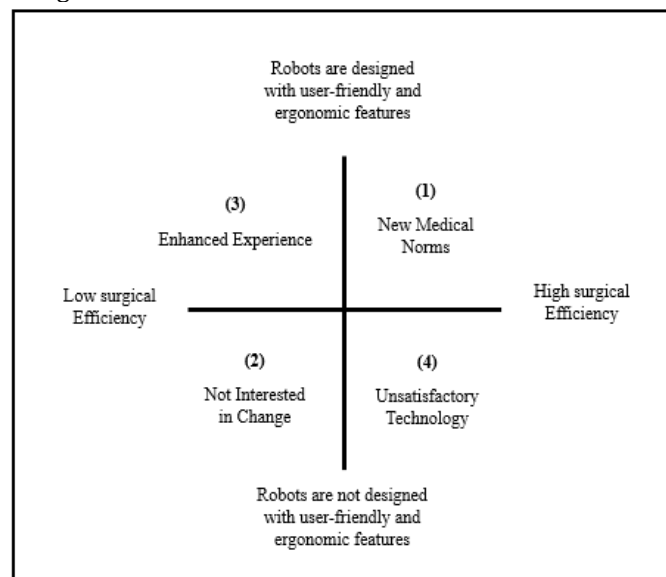 Robots are designed
with user-friendly and
ergonomic features
(3)
Enhanced Experience
(1)
New Medical
Norms
Low surgical
Efficiency
High surgical
Efficiency
(2)
Not Interested
in Change
(4)
Unsatisfactory
Technology
Robots are not designed
with user-friendly and
ergonomic features